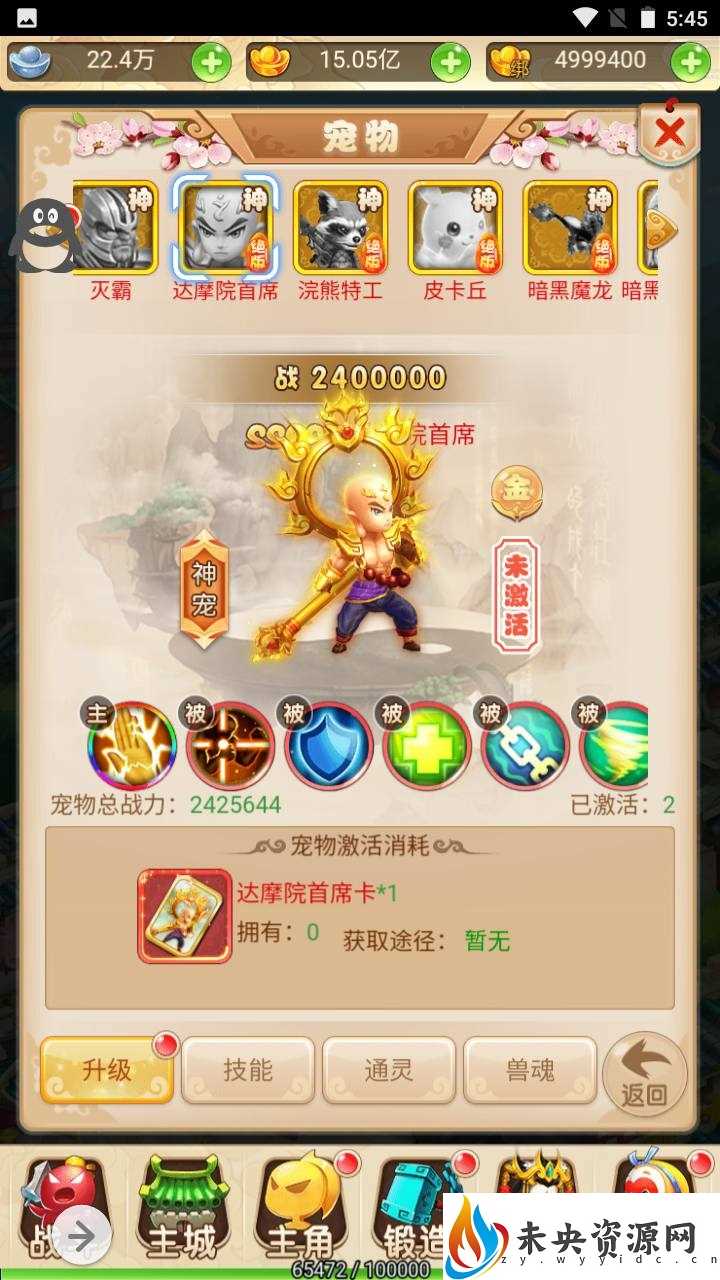 5:45
22.4万
15.05亿
绑
4999400
宠物
神
神 绝版
神 绝版
神 绝版
神 绝版
灭霸
达摩院首席
浣熊特工
皮卡丘
暗黑魔龙
暗黑
战 2400000
院首席
金
神宠
未激活
主
被
被
被
被
被
宠物总战力：2425644
已激活：2
宠物激活消耗
达摩院首席卡*1
拥有：0
获取途径：暂无
升级
技能
通灵
兽魂
返回
战
主城
主角
锻造
65472 / 100000
未央资源网
zy.wyyidc.cn